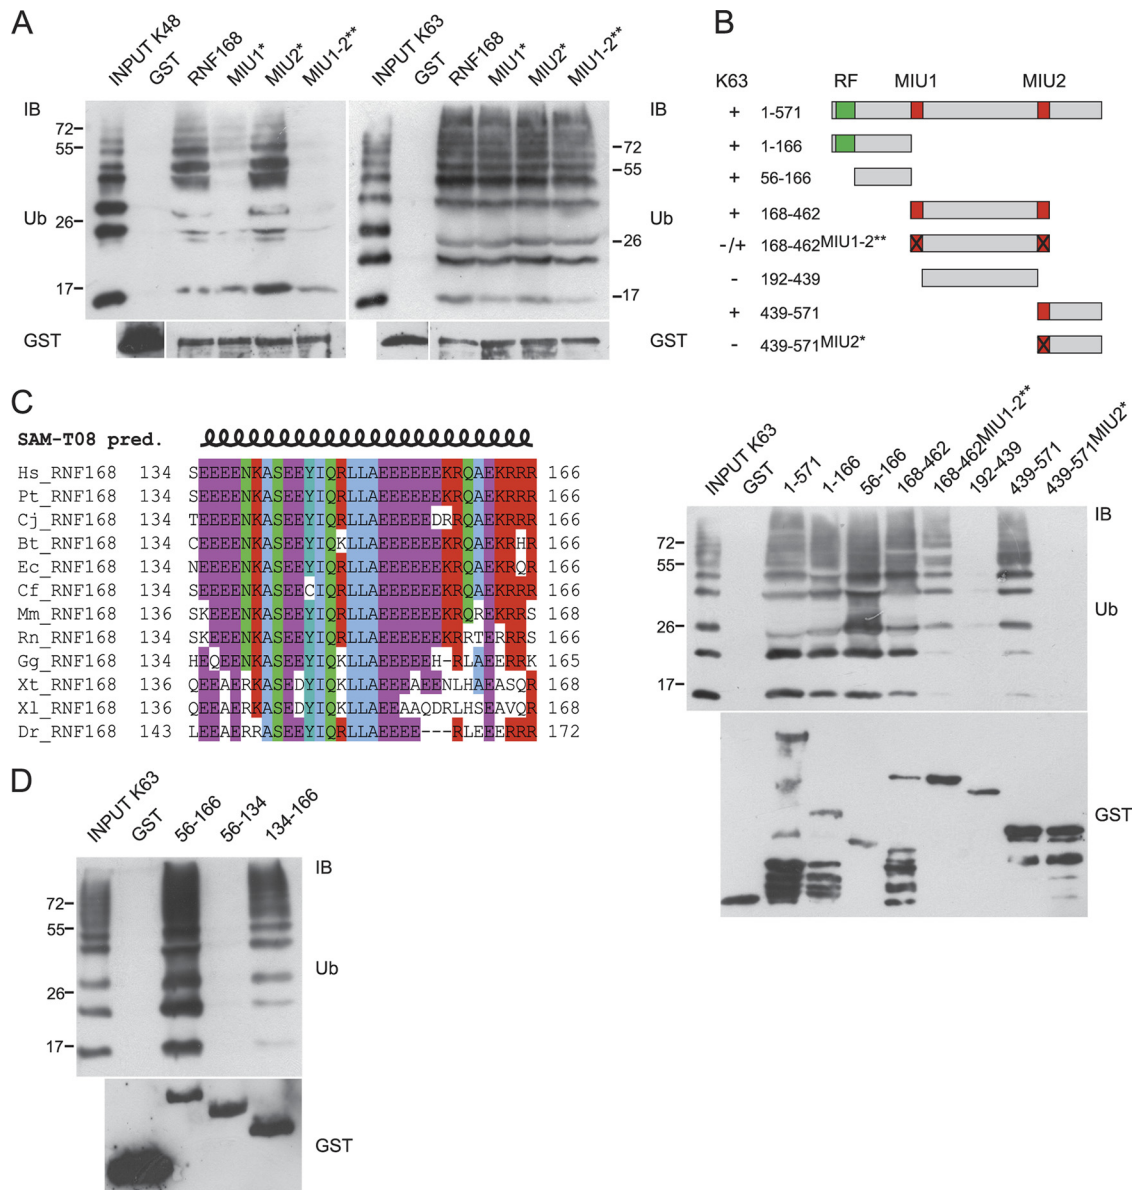 A
INPUT K48
GST
RNF168
MIU1*
MIU2*
MIU1-2**
INPUT K63
GST
RNF168
MIU1*
MIU2*
MIU1-2**
IB
72
55
Ub
26
17
GST
IB
72
55
Ub
26
17
GST
B
K63 RF MIU1 MIU2
+ 1-571
+ 1-166
+ 56-166
+ 168-462
-/+ 168-462MIU1-2**
- 192-439
+ 439-571
- 439-571MIU2*
INPUT K63
GST
1-571
1-166
56-166
168-462
168-462MIU1-2**
192-439
439-571
439-571MIU2*
IB
72
55
Ub
26
17
GST
C
SAM-T08 pred.
Hs_RNF168 134 SEEEENKASEEYIQRLLAEEEEEEKRQAEKRRR 166
Pt_RNF168 134 SEEEENKASEEYIQRLLAEEEEEEKRQAEKRRR 166
Cj_RNF168 134 TEEEENKASEEYIQRLLAEEEEEDRRQAEKRRR 166
Bt_RNF168 134 CEEEENKASEEYIQKLLAEEEEEEKRQAEKRHR 166
Ec_RNF168 134 NEEEENKASEEYIQRLLAEEEEEEKRQAEKRQR 166
Cf_RNF168 134 SEEEENKASEECIQRLLAEEEEEEKRQAEKRRR 166
Mm_RNF168 136 SKEEENKASEEYIQRLLAEEEEEEKRQREKRRS 168
Rn_RNF168 134 SKEEENKASEEYIQRLLAEEEEEEKRRTERRRS 166
Gg_RNF168 134 HEQEENKASEEYIQKLLAEEEEEH-RLAEERRK 165
Xt_RNF168 136 QEEAERKASEDYIQKLLAEEEAEENLHAEASQR 168
Xl_RNF168 136 QEEAERKASEDYIQKLLAEEAAQDRLHSEAVQR 168
Dr_RNF168 143 LEEAERRASEEYIQRLLAEEEE---RLEEERRR 172
D
INPUT K63
GST
56-166
56-134
134-166
IB
72
55
Ub
26
17
GST